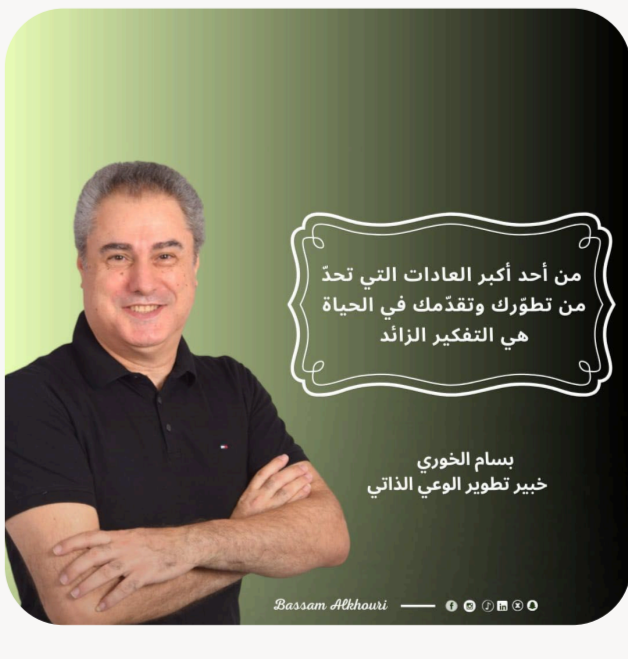 من أحد أكبر العادات التي تحدّ
من تطوّرك وتقدّمك في الحياة
هي التفكير الزائد
بسام الخوري
خبير تطوير الوعي الذاتي
Bassam Alkhouri